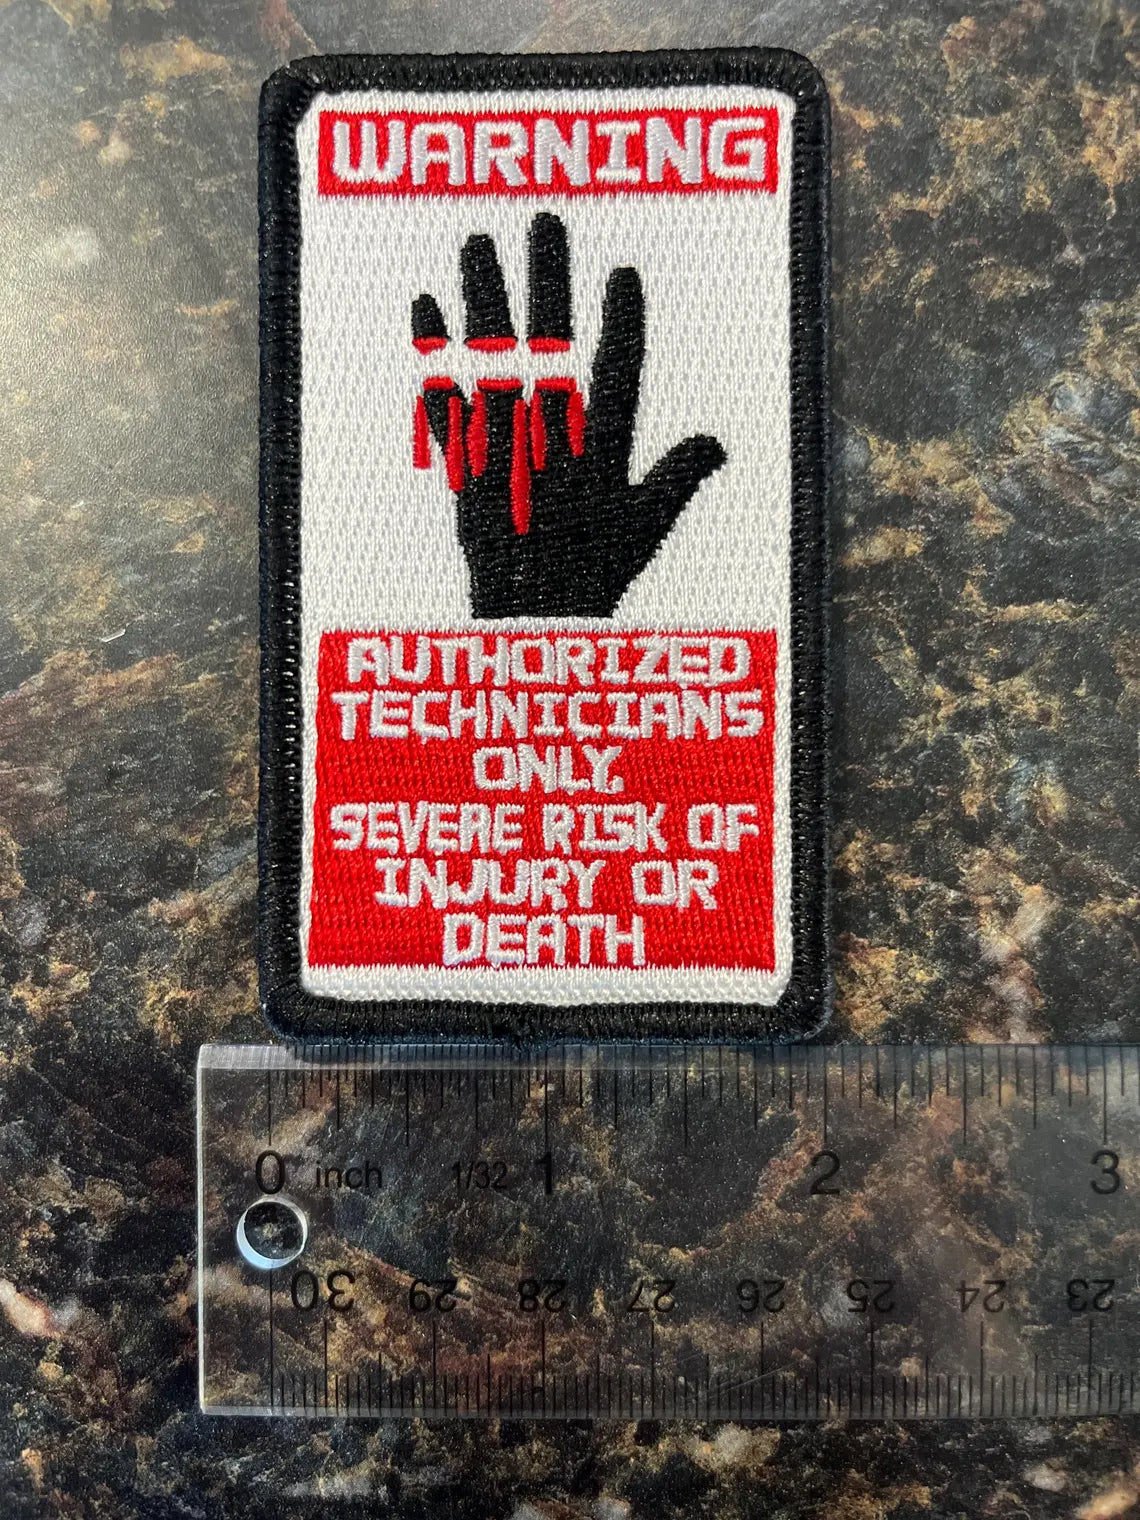 WARNING
AUTHORIZED
TECHNICIANS
ONLY,
SEVERE RISK OF
INJURY OR
DEATH
0 inch 1/32 1 2 3
30 29 28 27 26 25 24 23